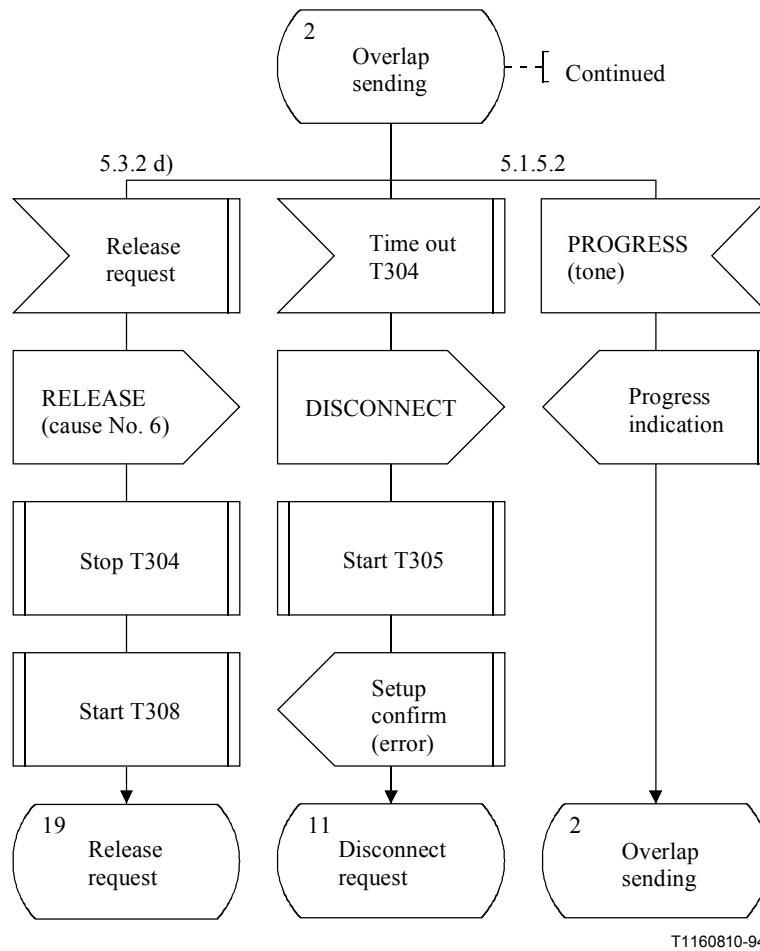 2
Overlap
sending
Continued
5.3.2 d)
5.1.5.2
Release
request
Time out
T304
PROGRESS
(tone)
RELEASE
(cause No. 6)
DISCONNECT
Progress
indication
Stop T304
Start T305
Start T308
Setup
confirm
(error)
19
Release
request
11
Disconnect
request
2
Overlap
sending
T1160810-94